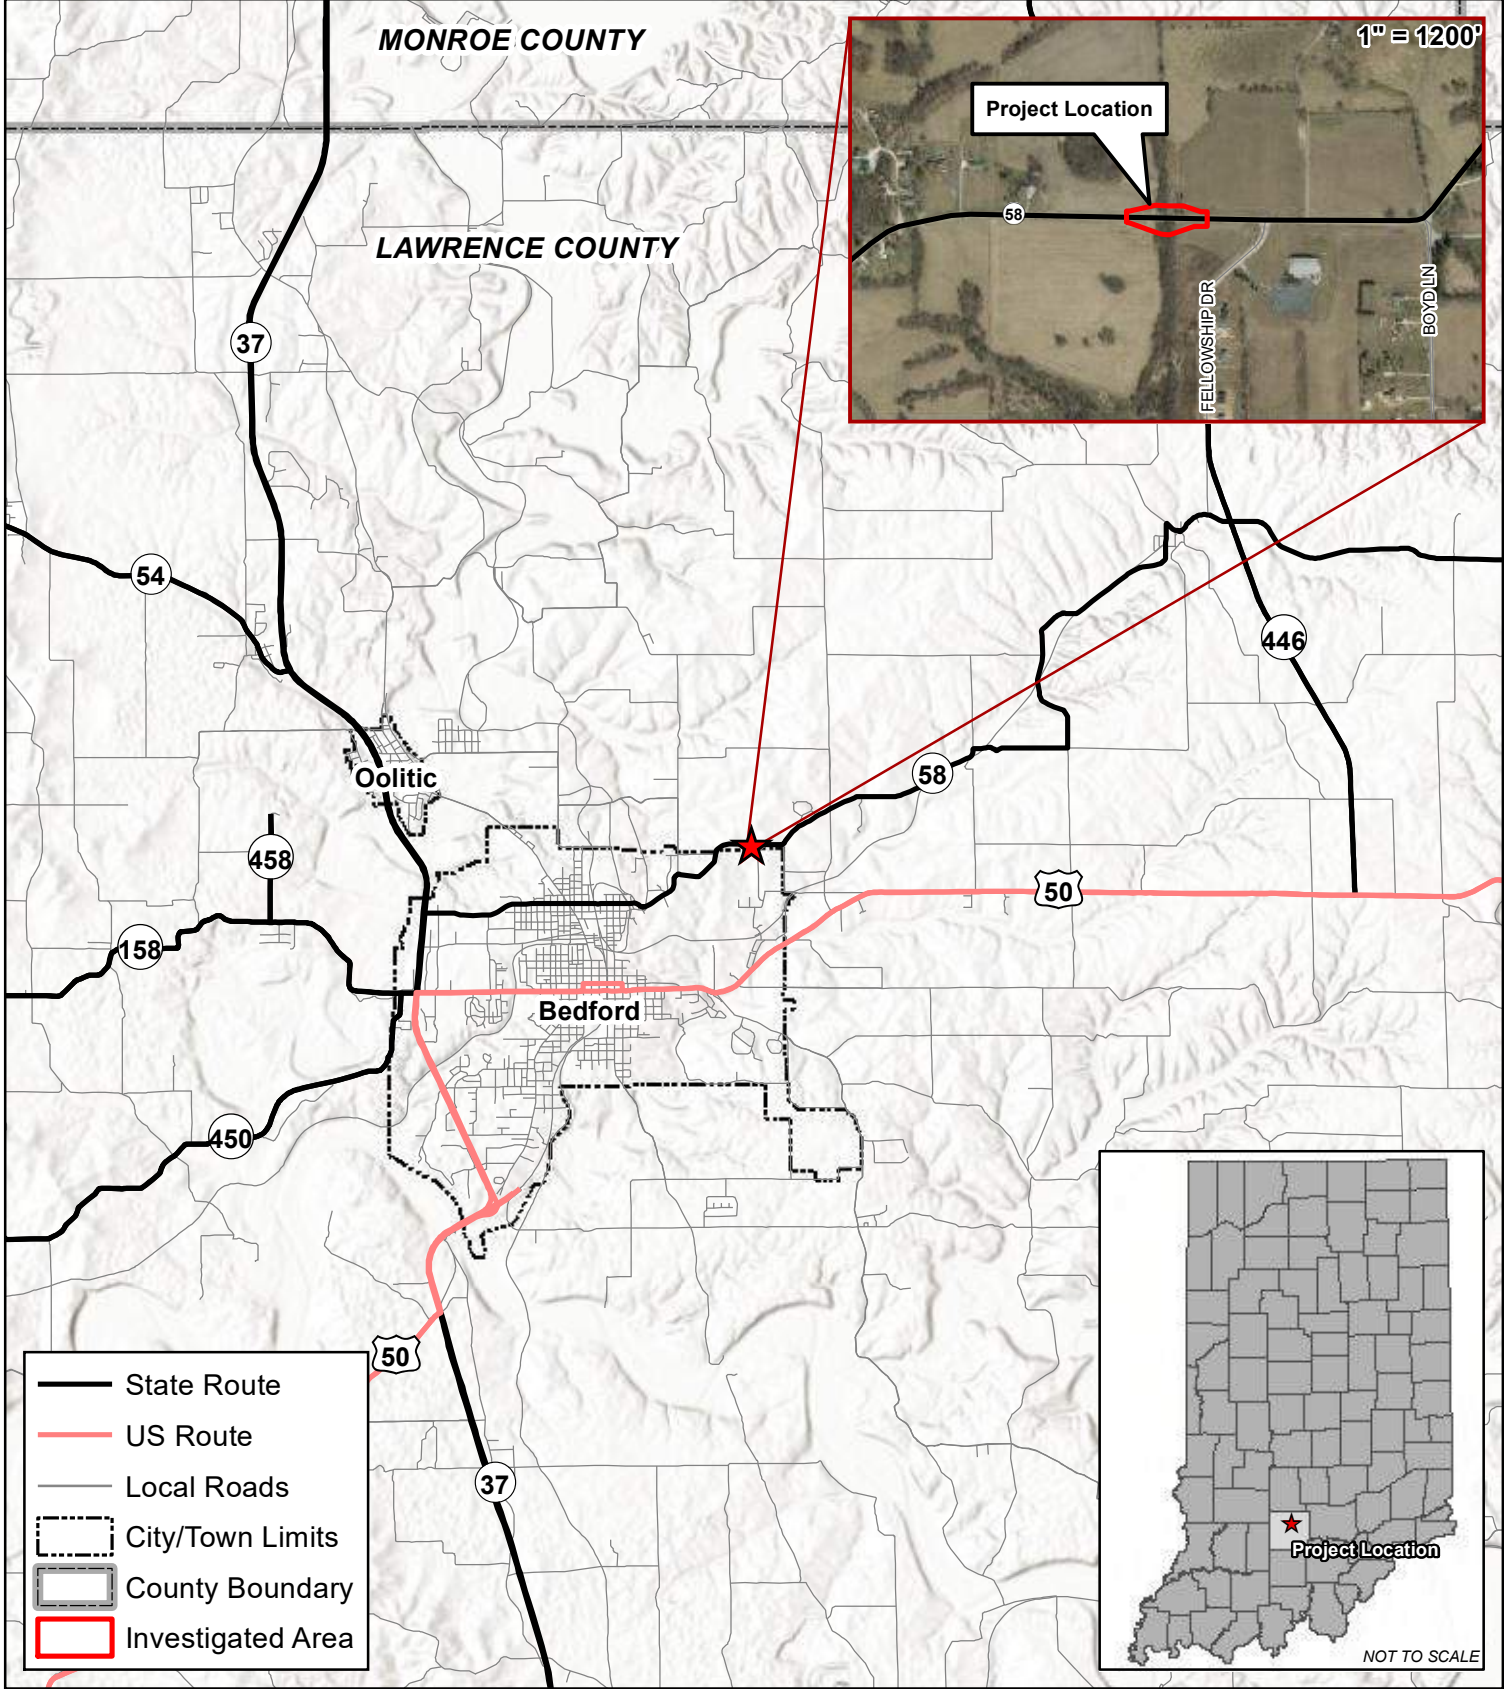 MONROE COUNTY
1" = 1200'
Project Location
58
FELLOWSHIP DR
BOYD LN
LAWRENCE COUNTY
37
54
446
Oolitic
58
458
50
158
Bedford
450
50
37
State Route
US Route
Local Roads
City/Town Limits
County Boundary
Investigated Area
Project Location
NOT TO SCALE